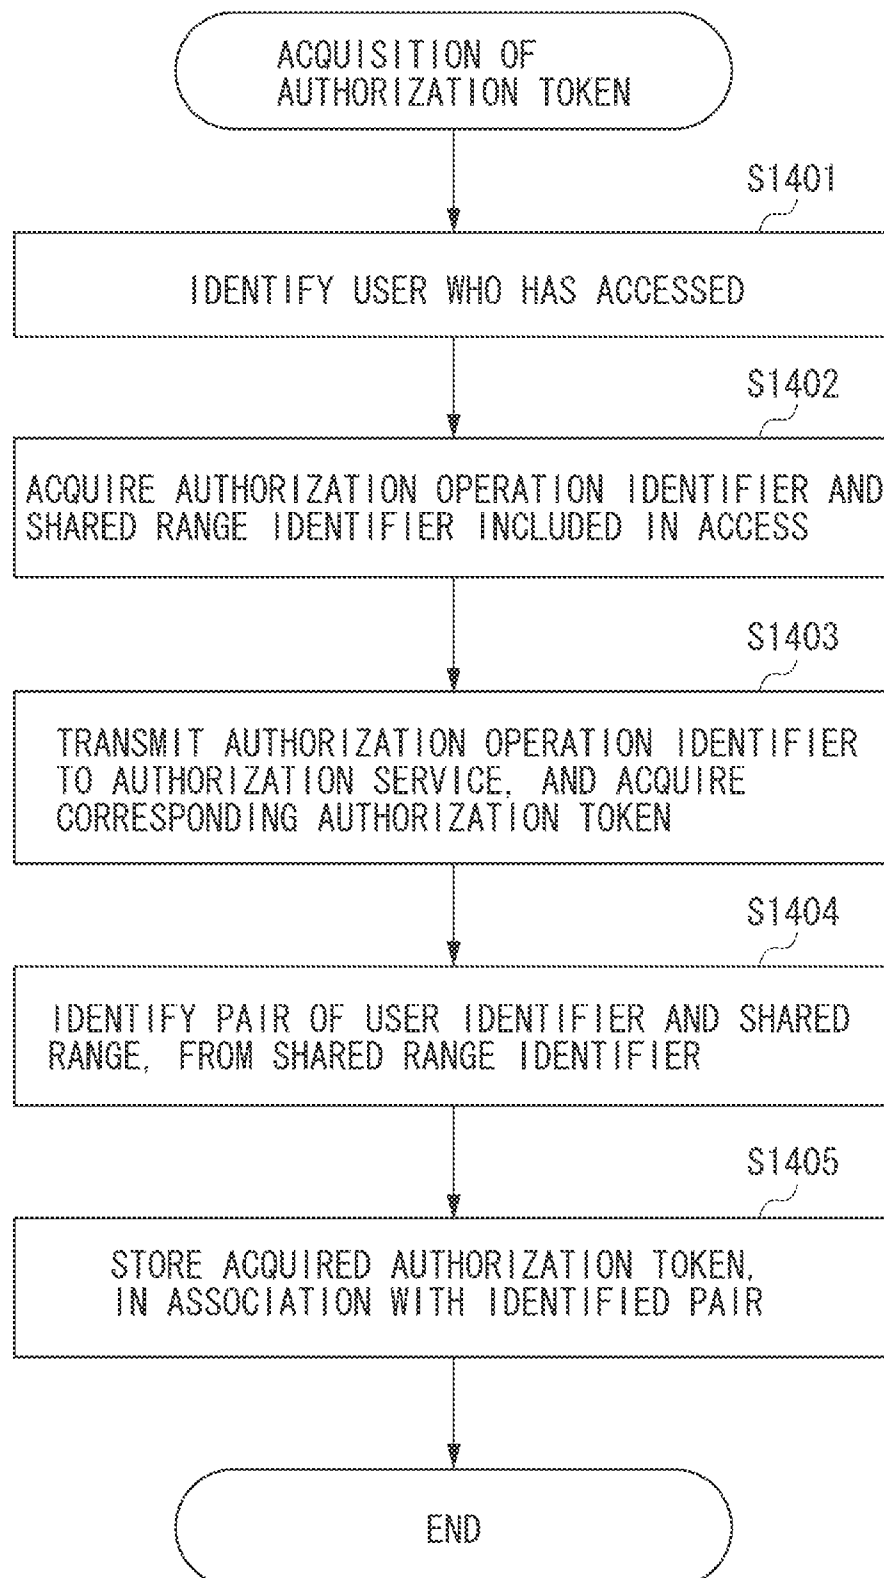 ACQUISITION OF
AUTHORIZATION TOKEN
S1401
IDENTIFY USER WHO HAS ACCESSED
S1402
ACQUIRE AUTHORIZATION OPERATION IDENTIFIER AND
SHARED RANGE IDENTIFIER INCLUDED IN ACCESS
S1403
TRANSMIT AUTHORIZATION OPERATION IDENTIFIER
TO AUTHORIZATION SERVICE, AND ACQUIRE
CORRESPONDING AUTHORIZATION TOKEN
S1404
IDENTIFY PAIR OF USER IDENTIFIER AND SHARED
RANGE, FROM SHARED RANGE IDENTIFIER
S1405
STORE ACQUIRED AUTHORIZATION TOKEN,
IN ASSOCIATION WITH IDENTIFIED PAIR
END